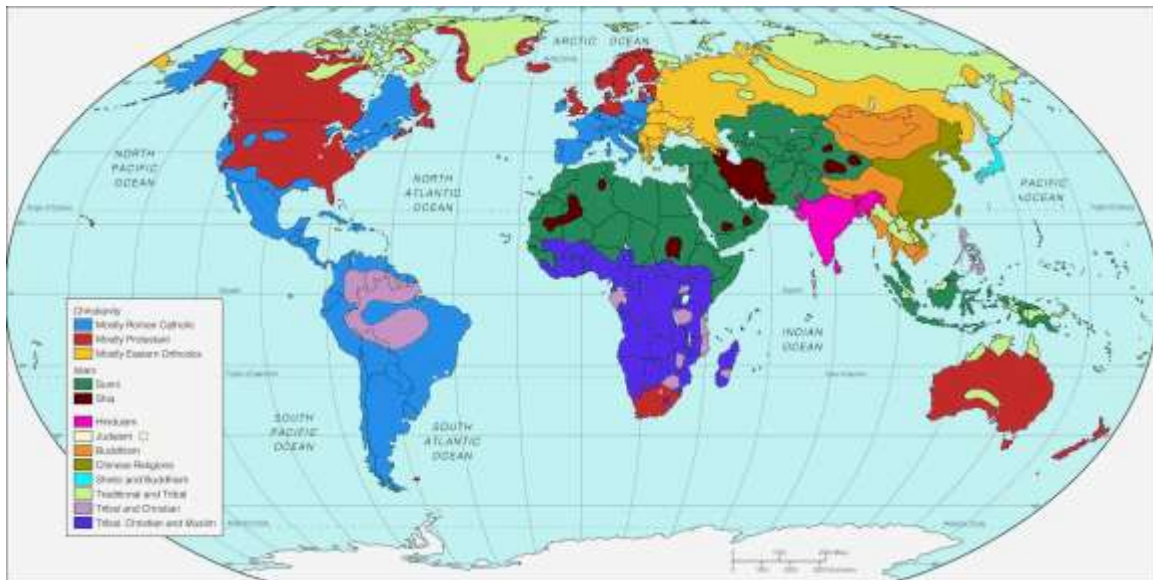 ARCTIC OCEAN
NORTH
PACIFIC
OCEAN
NORTH
ATLANTIC
OCEAN
PACIFIC
OCEAN
INDIAN
OCEAN
SOUTH
PACIFIC
OCEAN
SOUTH
ATLANTIC
OCEAN
Christianity
Mostly Roman Catholic
Mostly Protestant
Mostly Eastern Orthodox
Islam
Sunni
Shia
Hinduism
Judaism
Buddhism
Chinese Religions
Shinto and Buddhism
Traditional and Tribal
Tribal and Christian
Tribal, Christian and Muslim